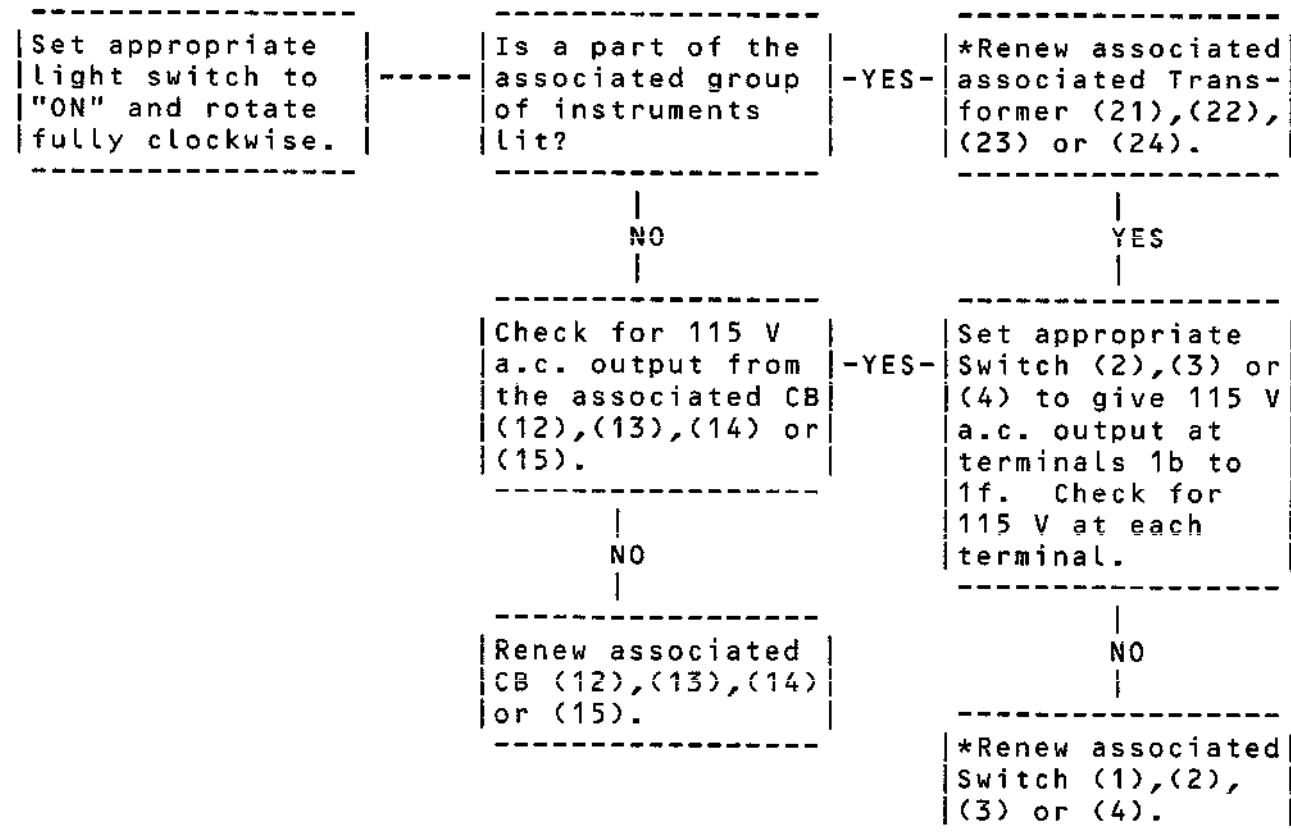 Set appropriate
light switch to
"ON" and rotate
fully clockwise.
Is a part of the
associated group
of instruments
lit?
YES
*Renew associated
associated Trans-
former (21),(22),
(23) or (24).
NO
YES
Check for 115 V
a.c. output from
the associated CB
(12),(13),(14) or
(15).
YES
Set appropriate
Switch (2),(3) or
(4) to give 115 V
a.c. output at
terminals 1b to
1f. Check for
115 V at each
terminal.
NO
Renew associated
CB (12),(13),(14)
or (15).
NO
*Renew associated
Switch (1),(2),
(3) or (4).